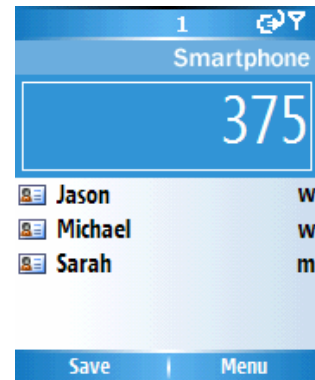 1
Smartphone
375
Jason w
Michael w
Sarah m
Save Menu